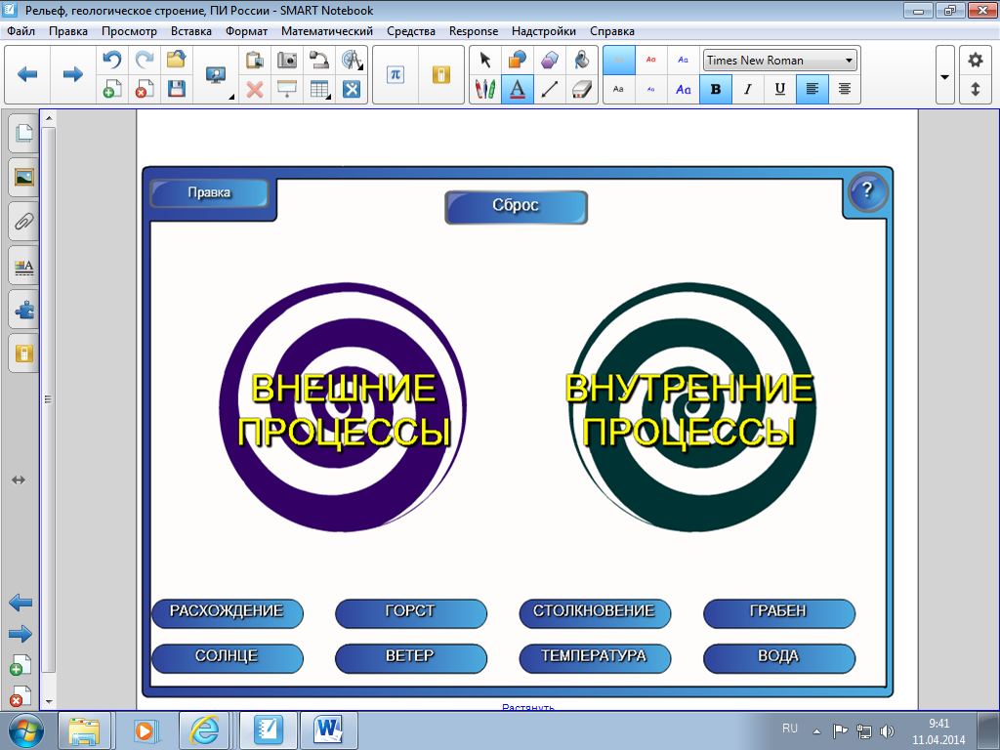 Рельеф, геологическое строение, ПИ России - SMART Notebook
Файл Правка Просмотр Вставка Формат Математический Средства Response Надстройки Справка
π Aa Aa Aa Times New Roman
A Aa Aa Aa B I U
Правка
Сброс
?
ВНЕШНИЕ
ПРОЦЕССЫ
ВНУТРЕННИЕ
ПРОЦЕССЫ
РАСХОЖДЕНИЕ ГОРСТ СТОЛКНОВЕНИЕ ГРАБЕН
СОЛНЦЕ ВЕТЕР ТЕМПЕРАТУРА ВОДА
Растянуть
RU
9:41
11.04.2014